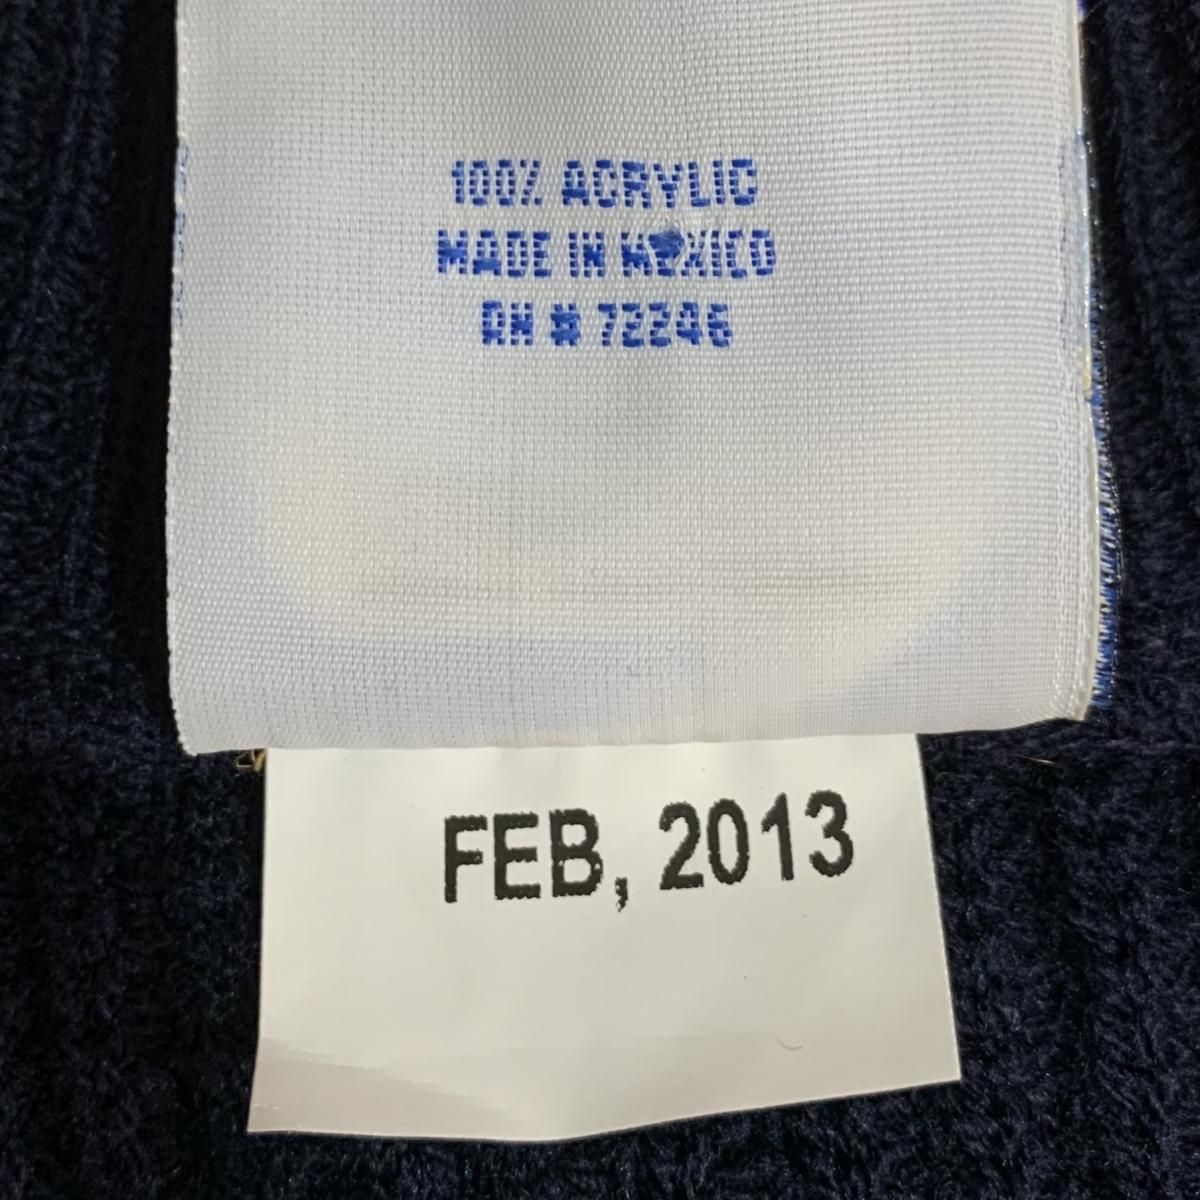 100% ACRYLIC
MADE IN MEXICO
RN # 72246
FEB, 2013